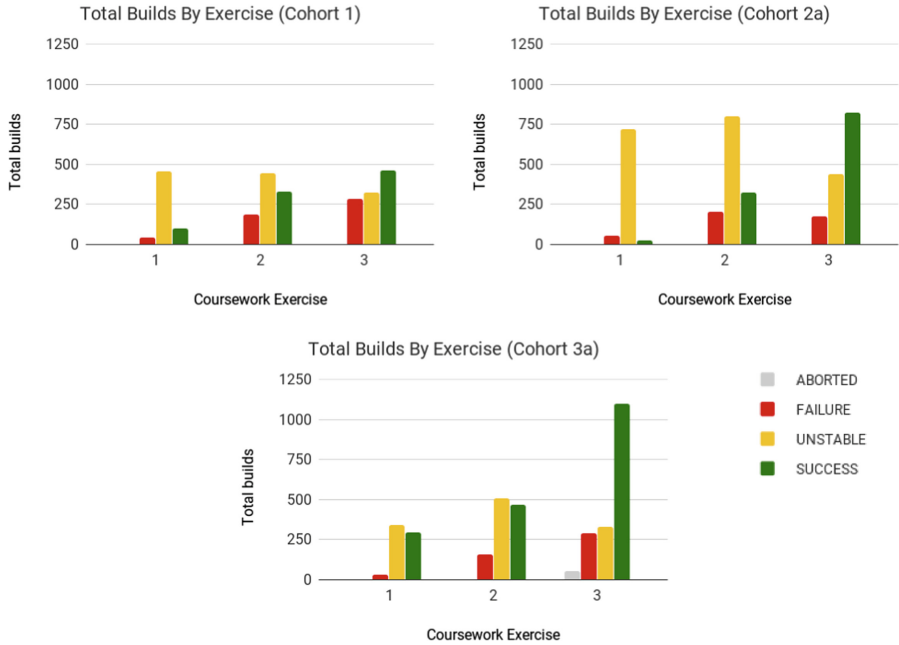 Total Builds By Exercise (Cohort 1)
1250
1000
750
500
250
0
Total builds
1 2 3
Coursework Exercise
Total Builds By Exercise (Cohort 2a)
1250
1000
750
500
250
0
Total builds
1 2 3
Coursework Exercise
Total Builds By Exercise (Cohort 3a)
1250
1000
750
500
250
0
Total builds
1 2 3
Coursework Exercise
ABORTED
FAILURE
UNSTABLE
SUCCESS